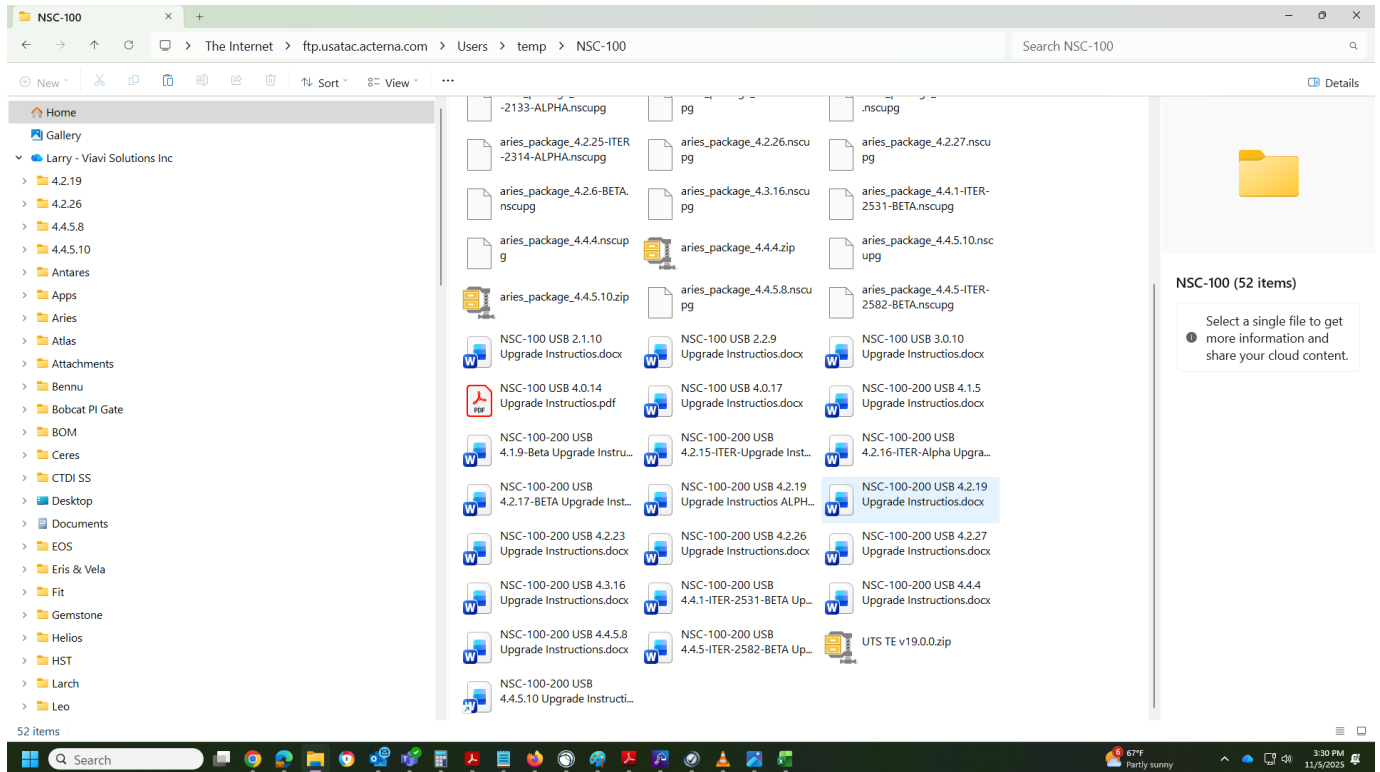 NSC-100
The Internet > ftp.usatac.acterna.com > Users > temp > NSC-100
Search NSC-100
New
Sort
View
Details
Home
Gallery
Larry - Viavi Solutions Inc
4.2.19
4.2.26
4.4.5.8
4.4.5.10
Antares
Apps
Aries
Atlas
Attachments
Bennu
Bobcat PI Gate
BOM
Ceres
CTDI SS
Desktop
Documents
EOS
Eris & Vela
Fit
Gemstone
Helios
HST
Larch
Leo
-2133-ALPHA.nscupg
pg
.nscupg
aries_package_4.2.25-ITER
-2314-ALPHA.nscupg
aries_package_4.2.26.nscu
pg
aries_package_4.2.27.nscu
pg
aries_package_4.2.6-BETA.
nscupg
aries_package_4.3.16.nscu
pg
aries_package_4.4.1-ITER-
2531-BETA.nscupg
aries_package_4.4.4.nscup
g
aries_package_4.4.4.zip
aries_package_4.4.5.10.nsc
upg
aries_package_4.4.5.10.zip
aries_package_4.4.5.8.nscu
pg
aries_package_4.4.5-ITER-
2582-BETA.nscupg
NSC-100 USB 2.1.10
Upgrade Instructios.docx
NSC-100 USB 2.2.9
Upgrade Instructios.docx
NSC-100 USB 3.0.10
Upgrade Instructios.docx
PDF
NSC-100 USB 4.0.14
Upgrade Instructios.pdf
NSC-100 USB 4.0.17
Upgrade Instructios.docx
NSC-100-200 USB 4.1.5
Upgrade Instructios.docx
NSC-100-200 USB
4.1.9-Beta Upgrade Instru...
NSC-100-200 USB
4.2.15-ITER-Upgrade Inst...
NSC-100-200 USB
4.2.16-ITER-Alpha Upgra...
NSC-100-200 USB
4.2.17-BETA Upgrade Inst...
NSC-100-200 USB 4.2.19
Upgrade Instructios ALPH...
NSC-100-200 USB 4.2.19
Upgrade Instructios.docx
NSC-100-200 USB 4.2.23
Upgrade Instructions.docx
NSC-100-200 USB 4.2.26
Upgrade Instructions.docx
NSC-100-200 USB 4.2.27
Upgrade Instructions.docx
NSC-100-200 USB 4.3.16
Upgrade Instructions.docx
NSC-100-200 USB
4.4.1-ITER-2531-BETA Up...
NSC-100-200 USB 4.4.4
Upgrade Instructions.docx
NSC-100-200 USB 4.4.5.8
Upgrade Instructions.docx
NSC-100-200 USB
4.4.5-ITER-2582-BETA Up...
UTS TE v19.0.0.zip
NSC-100-200 USB
4.4.5.10 Upgrade Instructi...
NSC-100 (52 items)
Select a single file to get
more information and
share your cloud content.
52 items
Search
6
67°F
Partly sunny
3:30 PM
11/5/2025